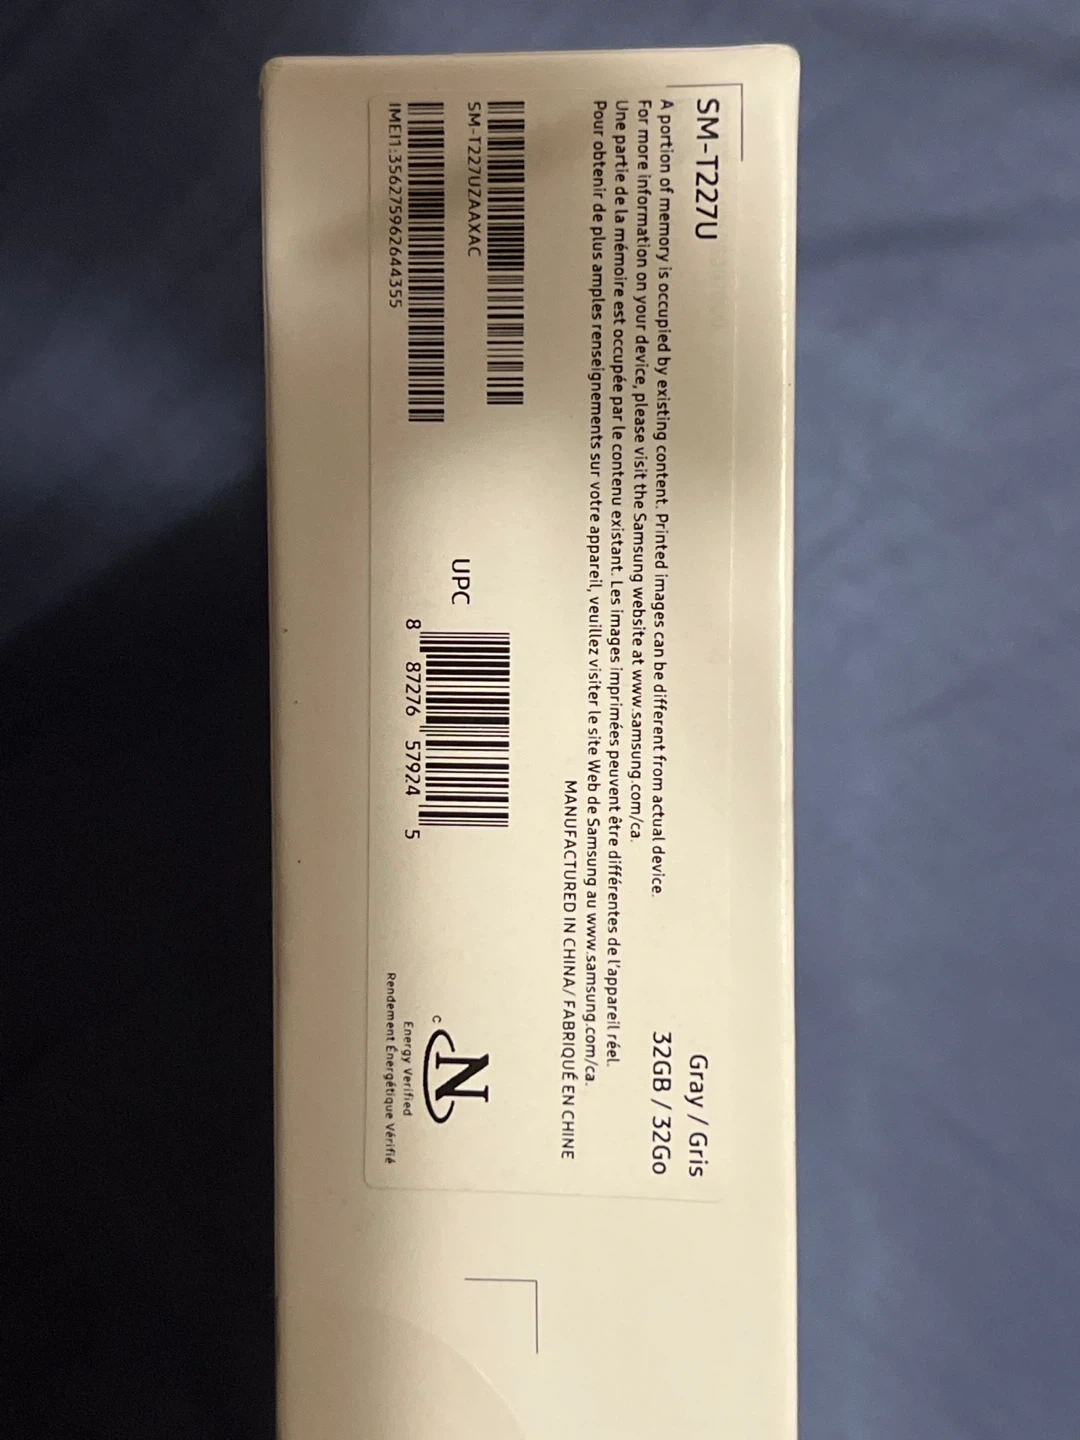 SM-T227U
A portion of memory is occupied by existing content. Printed images can be different from actual device.
For more information on your device, please visit the Samsung website at www.samsung.com/ca.
Une partie de la mémoire est occupée par le contenu existant. Les images imprimées peuvent être différentes de l'appareil réel.
Pour obtenir de plus amples renseignements sur votre appareil, veuillez visiter le site Web de Samsung au www.samsung.com/ca.
Gray / Gris
32GB / 32Go
MANUFACTURED IN CHINA/ FABRIQUÉ EN CHINE
SM-T227UZAAXAC
IMEI1:356275962644355
UPC
8 87276 57924 5
c N
Energy Verified
Rendement Énergétique Vérifié